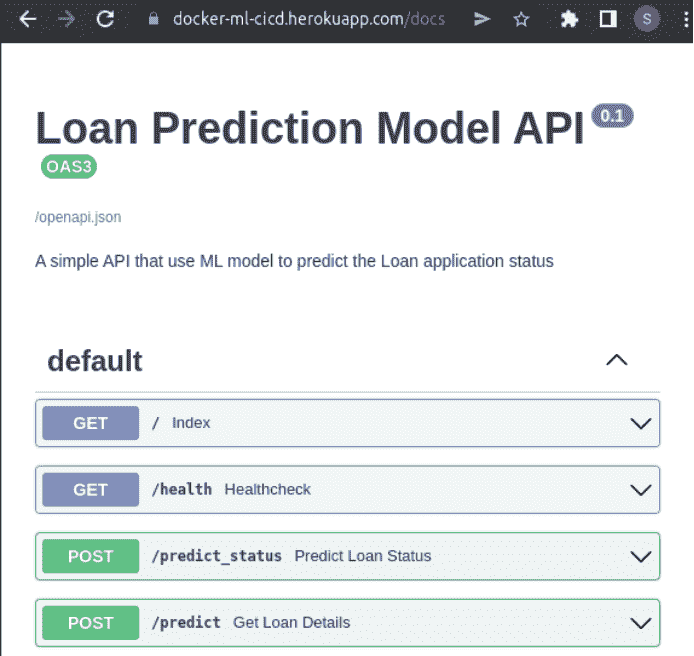 docker-ml-cicd.herokuapp.com/docs
S
Loan Prediction Model API 0.1
OAS3
/openapi.json
A simple API that use ML model to predict the Loan application status
default
GET / Index
GET /health Healthcheck
POST /predict_status Predict Loan Status
POST /predict Get Loan Details